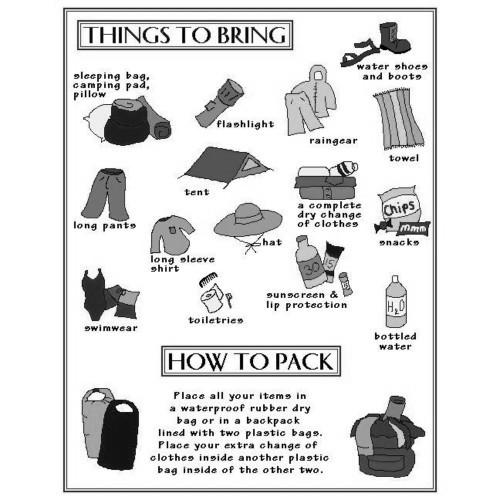 THINGS TO BRING
water shoes
and boots
sleeping bag,
camping pad,
pillow
flashlight
raingear
towel
tent
long pants
a complete
dry change
of clothes
Chips
mmm
snacks
hat
long sleeve
shirt
30
15
sunscreen &
lip protection
swimwear
toiletries
H2O
bottled
water
HOW TO PACK
Place all your items in
a waterproof rubber dry
bag or in a backpack
lined with two plastic bags.
Place your extra change of
clothes inside another plastic
bag inside of the other two.